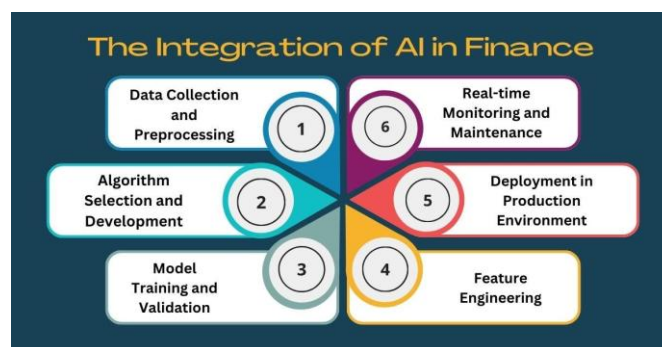 The Integration of AI in Finance
Data Collection
and
Preprocessing
1
Algorithm
Selection and
Development
2
Model
Training and
Validation
3
4
Feature
Engineering
5
Deployment in
Production
Environment
6
Real-time
Monitoring and
Maintenance